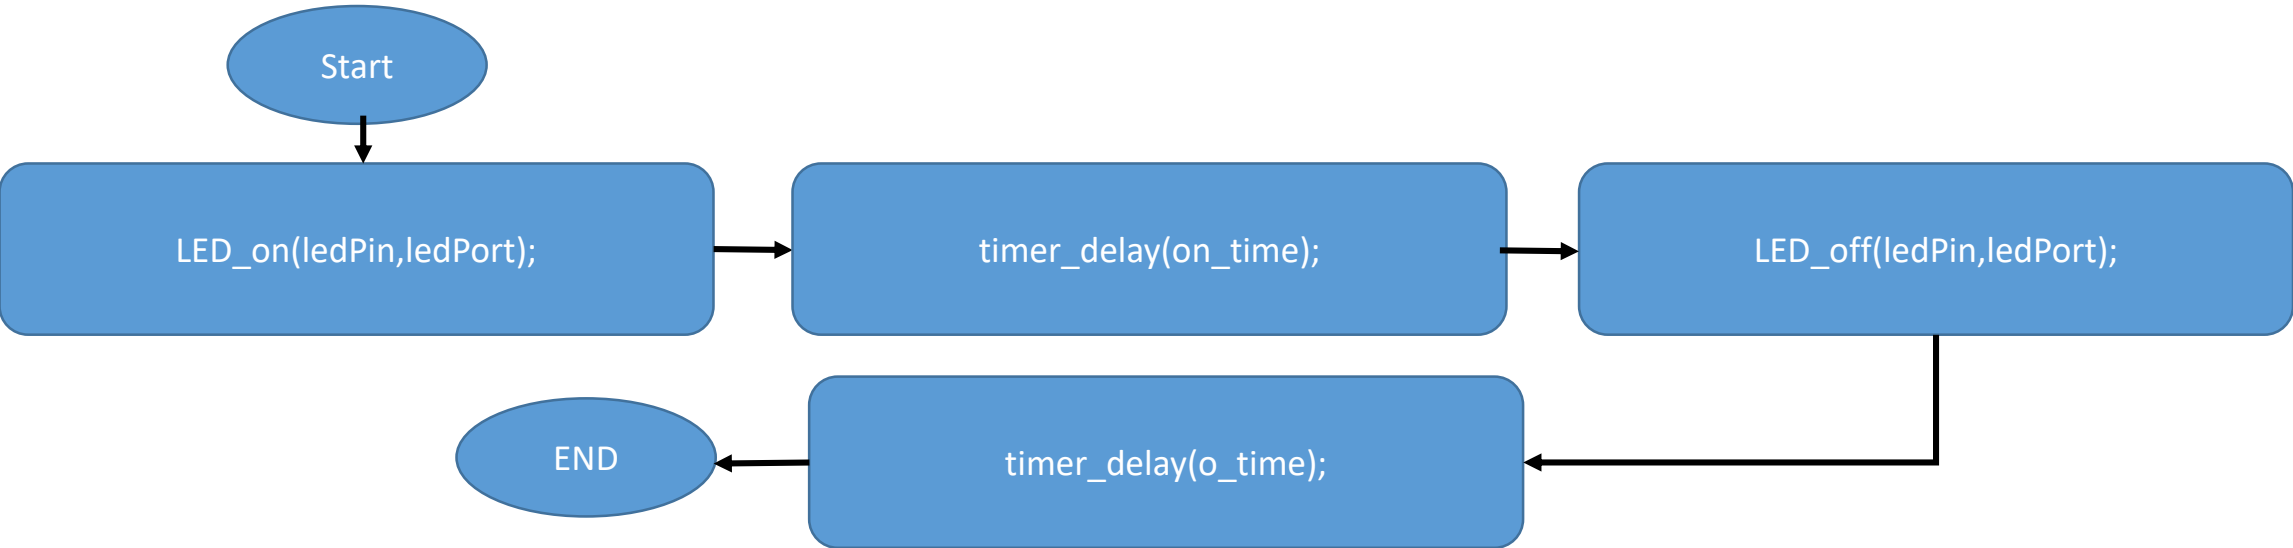 Start
LED_on(ledPin,ledPort);
timer_delay(on_time);
LED_off(ledPin,ledPort);
timer_delay(o_time);
END